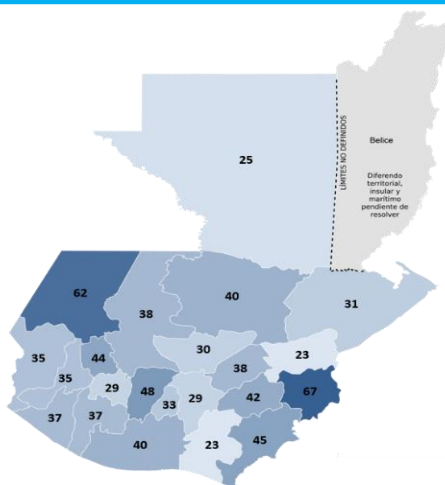 LÍMITES NO DEFINIDOS
Belice
Diferendo
territorial,
insular y
marítimo
pendiente de
resolver
25
62
38
40
31
35
44
30
23
35
29
48
38
67
37
37
33
29
42
40
23
45